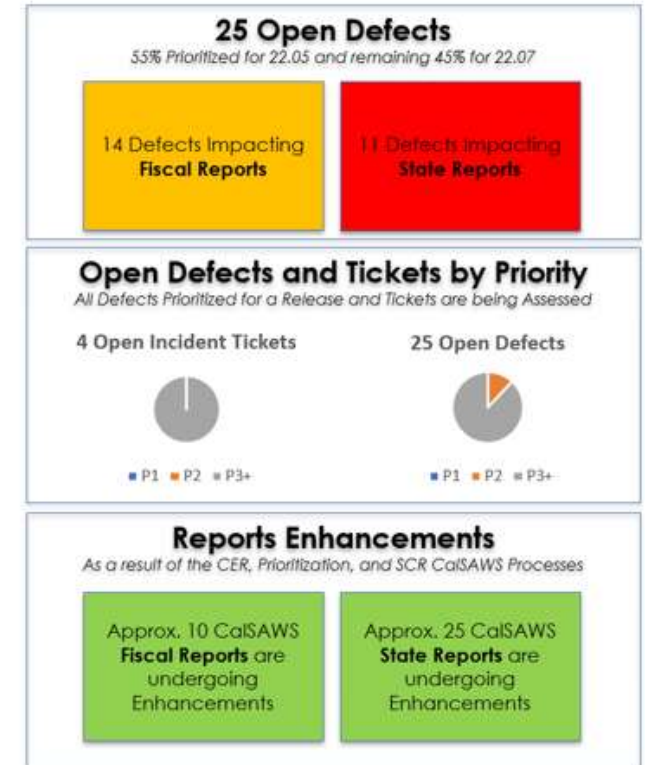 25 Open Defects
55% Prioritized for 22.05 and remaining 45% for 22.07
14 Defects Impacting
Fiscal Reports
11 Defects Impacting
State Reports
Open Defects and Tickets by Priority
All Defects Prioritized for a Release and Tickets are being Assessed
4 Open Incident Tickets
P1 P2 P3+
25 Open Defects
P1 P2 P3+
Reports Enhancements
As a result of the CER, Prioritization, and SCR CalSAWS Processes
Approx. 10 CalSAWS
Fiscal Reports are
undergoing
Enhancements
Approx. 25 CalSAWS
State Reports are
undergoing
Enhancements